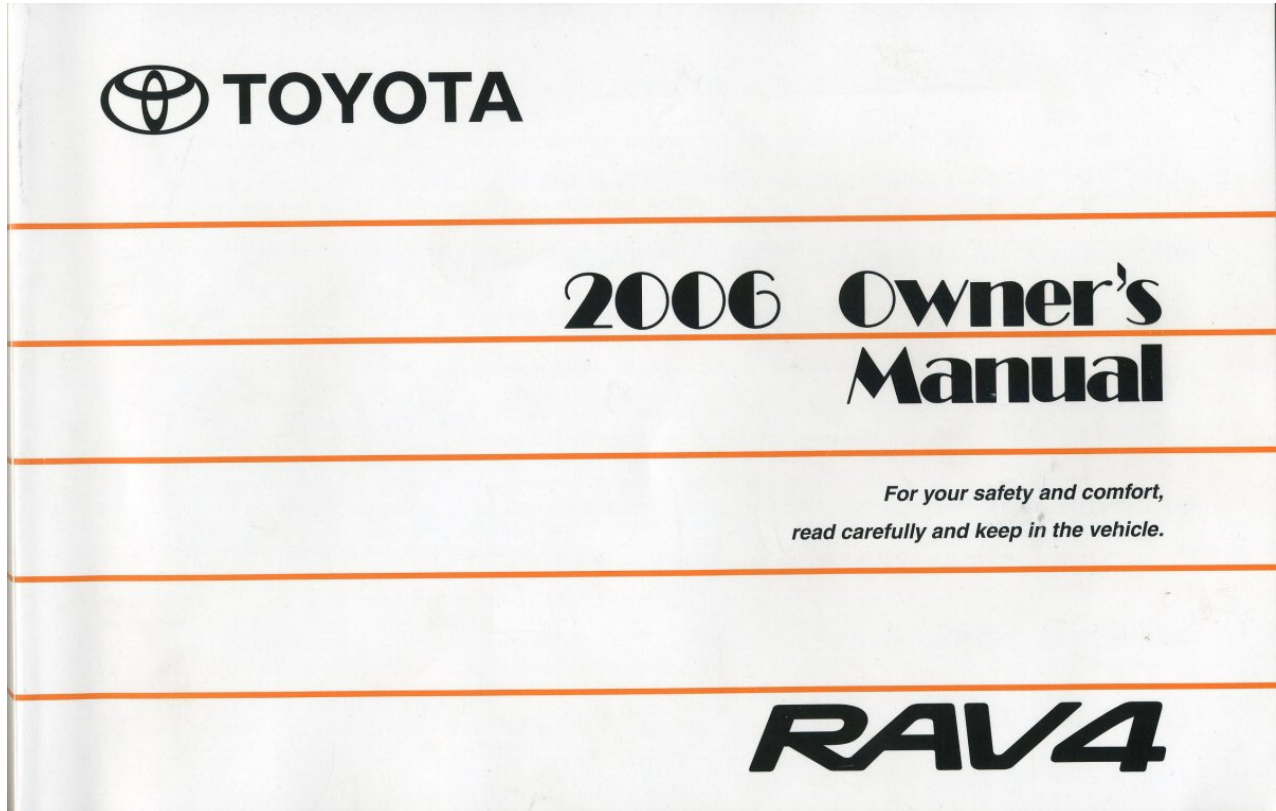 TOYOTA
2006 Owner's
Manual
For your safety and comfort,
read carefully and keep in the vehicle.
RAV4